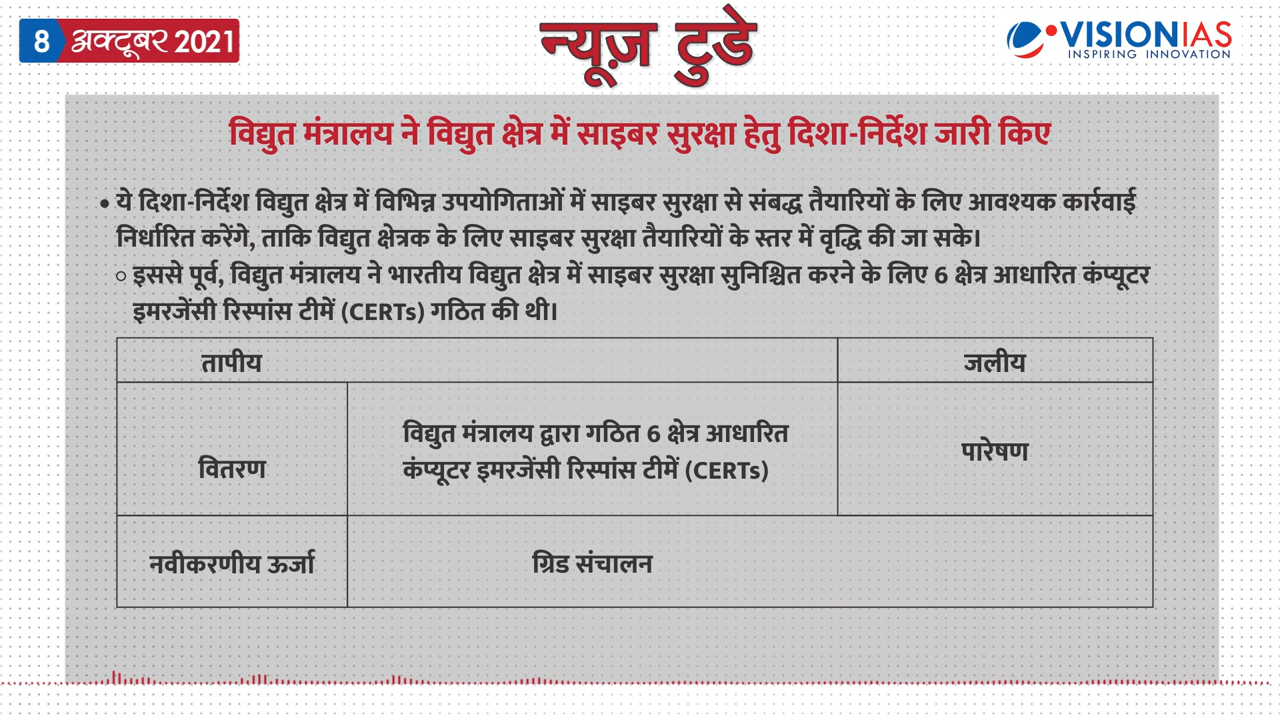 8 अक्टूबर 2021
न्यूज़ टुडे
VISIONIAS
INSPIRING INNOVATION
विद्युत मंत्रालय ने विद्युत क्षेत्र में साइबर सुरक्षा हेतु दिशा-निर्देश जारी किए
• ये दिशा-निर्देश विद्युत क्षेत्र में विभिन्न उपयोगिताओं में साइबर सुरक्षा से संबद्ध तैयारियों के लिए आवश्यक कार्रवाई
निर्धारित करेंगे, ताकि विद्युत क्षेत्रक के लिए साइबर सुरक्षा तैयारियों के स्तर में वृद्धि की जा सके।
○ इससे पूर्व, विद्युत मंत्रालय ने भारतीय विद्युत क्षेत्र में साइबर सुरक्षा सुनिश्चित करने के लिए 6 क्षेत्र आधारित कंप्यूटर
इमरजेंसी रिस्पांस टीमें (CERTs) गठित की थी।
तापीय
जलीय
विद्युत मंत्रालय द्वारा गठित 6 क्षेत्र आधारित
कंप्यूटर इमरजेंसी रिस्पांस टीमें (CERTs)
वितरण
पारेषण
नवीकरणीय ऊर्जा
ग्रिड संचालन